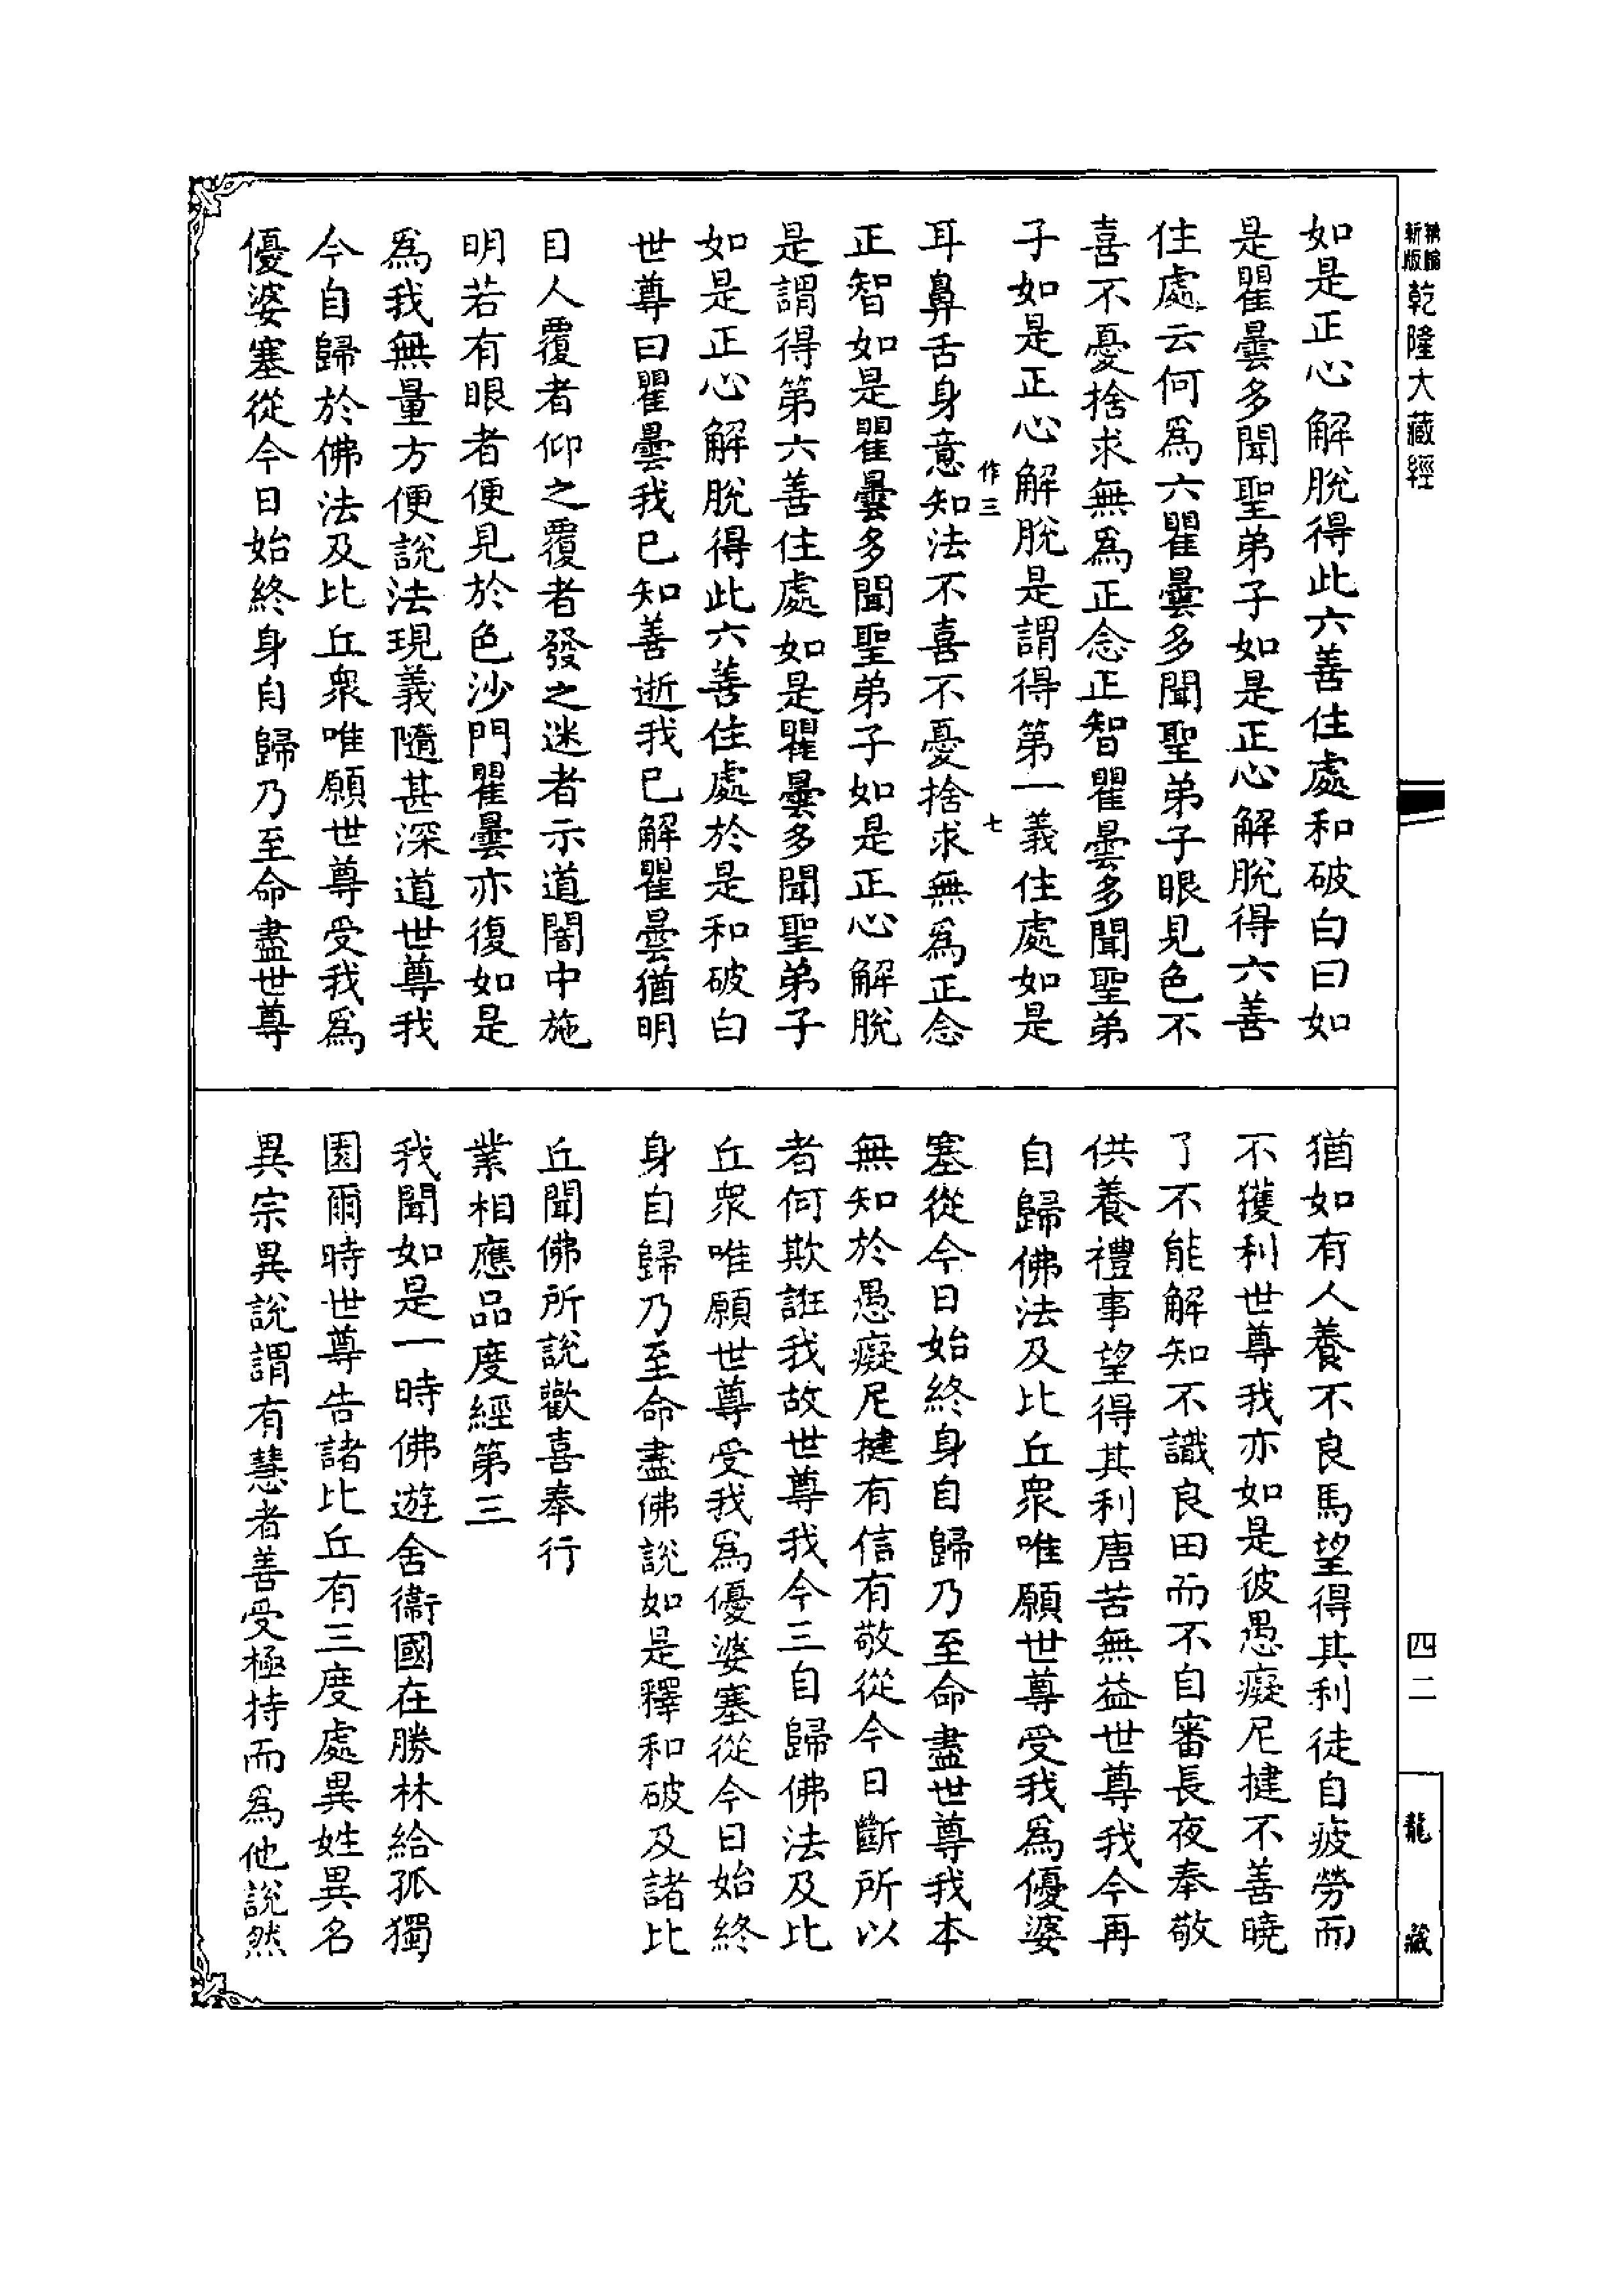 新版
乾隆大藏經
如是正心解脫得此六善住處和破白曰如
是瞿曇多聞聖弟子如是正心解脫得六善
住處云何爲六瞿曇多聞聖弟子眼見色不
喜不憂捨求無爲正念正智瞿曇多聞聖弟
子如是正心解脫是謂得第一義住處如是
作三
七
耳鼻舌身意知法不喜不憂捨求無爲正念
正智如是瞿曇多聞聖弟子如是正心解脫
是謂得第六善住處如是瞿曇多聞聖弟子
如是正心解脫得此六善住處於是和破白
世尊曰瞿曇我已知善逝我已解瞿曇猶明
目人覆者仰之覆者發之迷者示道闇中施
明若有眼者便見於色沙門瞿曇亦復如是
爲我無量方便說法現義隨甚深道世尊我
今自歸於佛法及比丘衆唯願世尊受我爲
優婆塞從今日始終身自歸乃至命盡世尊
猶如有人養不良馬望得其利徒自疲勞而
不獲利世尊我亦如是彼愚癡尼揵不善曉
了不能解知不識良田而不自審長夜奉敬
供養禮事望得其利唐苦無益世尊我今再
自歸佛法及比丘衆唯願世尊受我爲優婆
塞從今日始終身自歸乃至命盡世尊我本
無知於愚癡尼揵有信有敬從今日斷所以
者何欺誑我故世尊我今三自歸佛法及比
丘衆唯願世尊受我爲優婆塞從今日始終
身自歸乃至命盡佛說如是釋和破及諸比
丘聞佛所說歡喜奉行
業相應品度經第三
我聞如是一時佛遊舍衞國在勝林給孤獨
園爾時世尊告諸比丘有三度處異姓異名
異宗異說謂有慧者善受極持而爲他說然
四二
龍藏